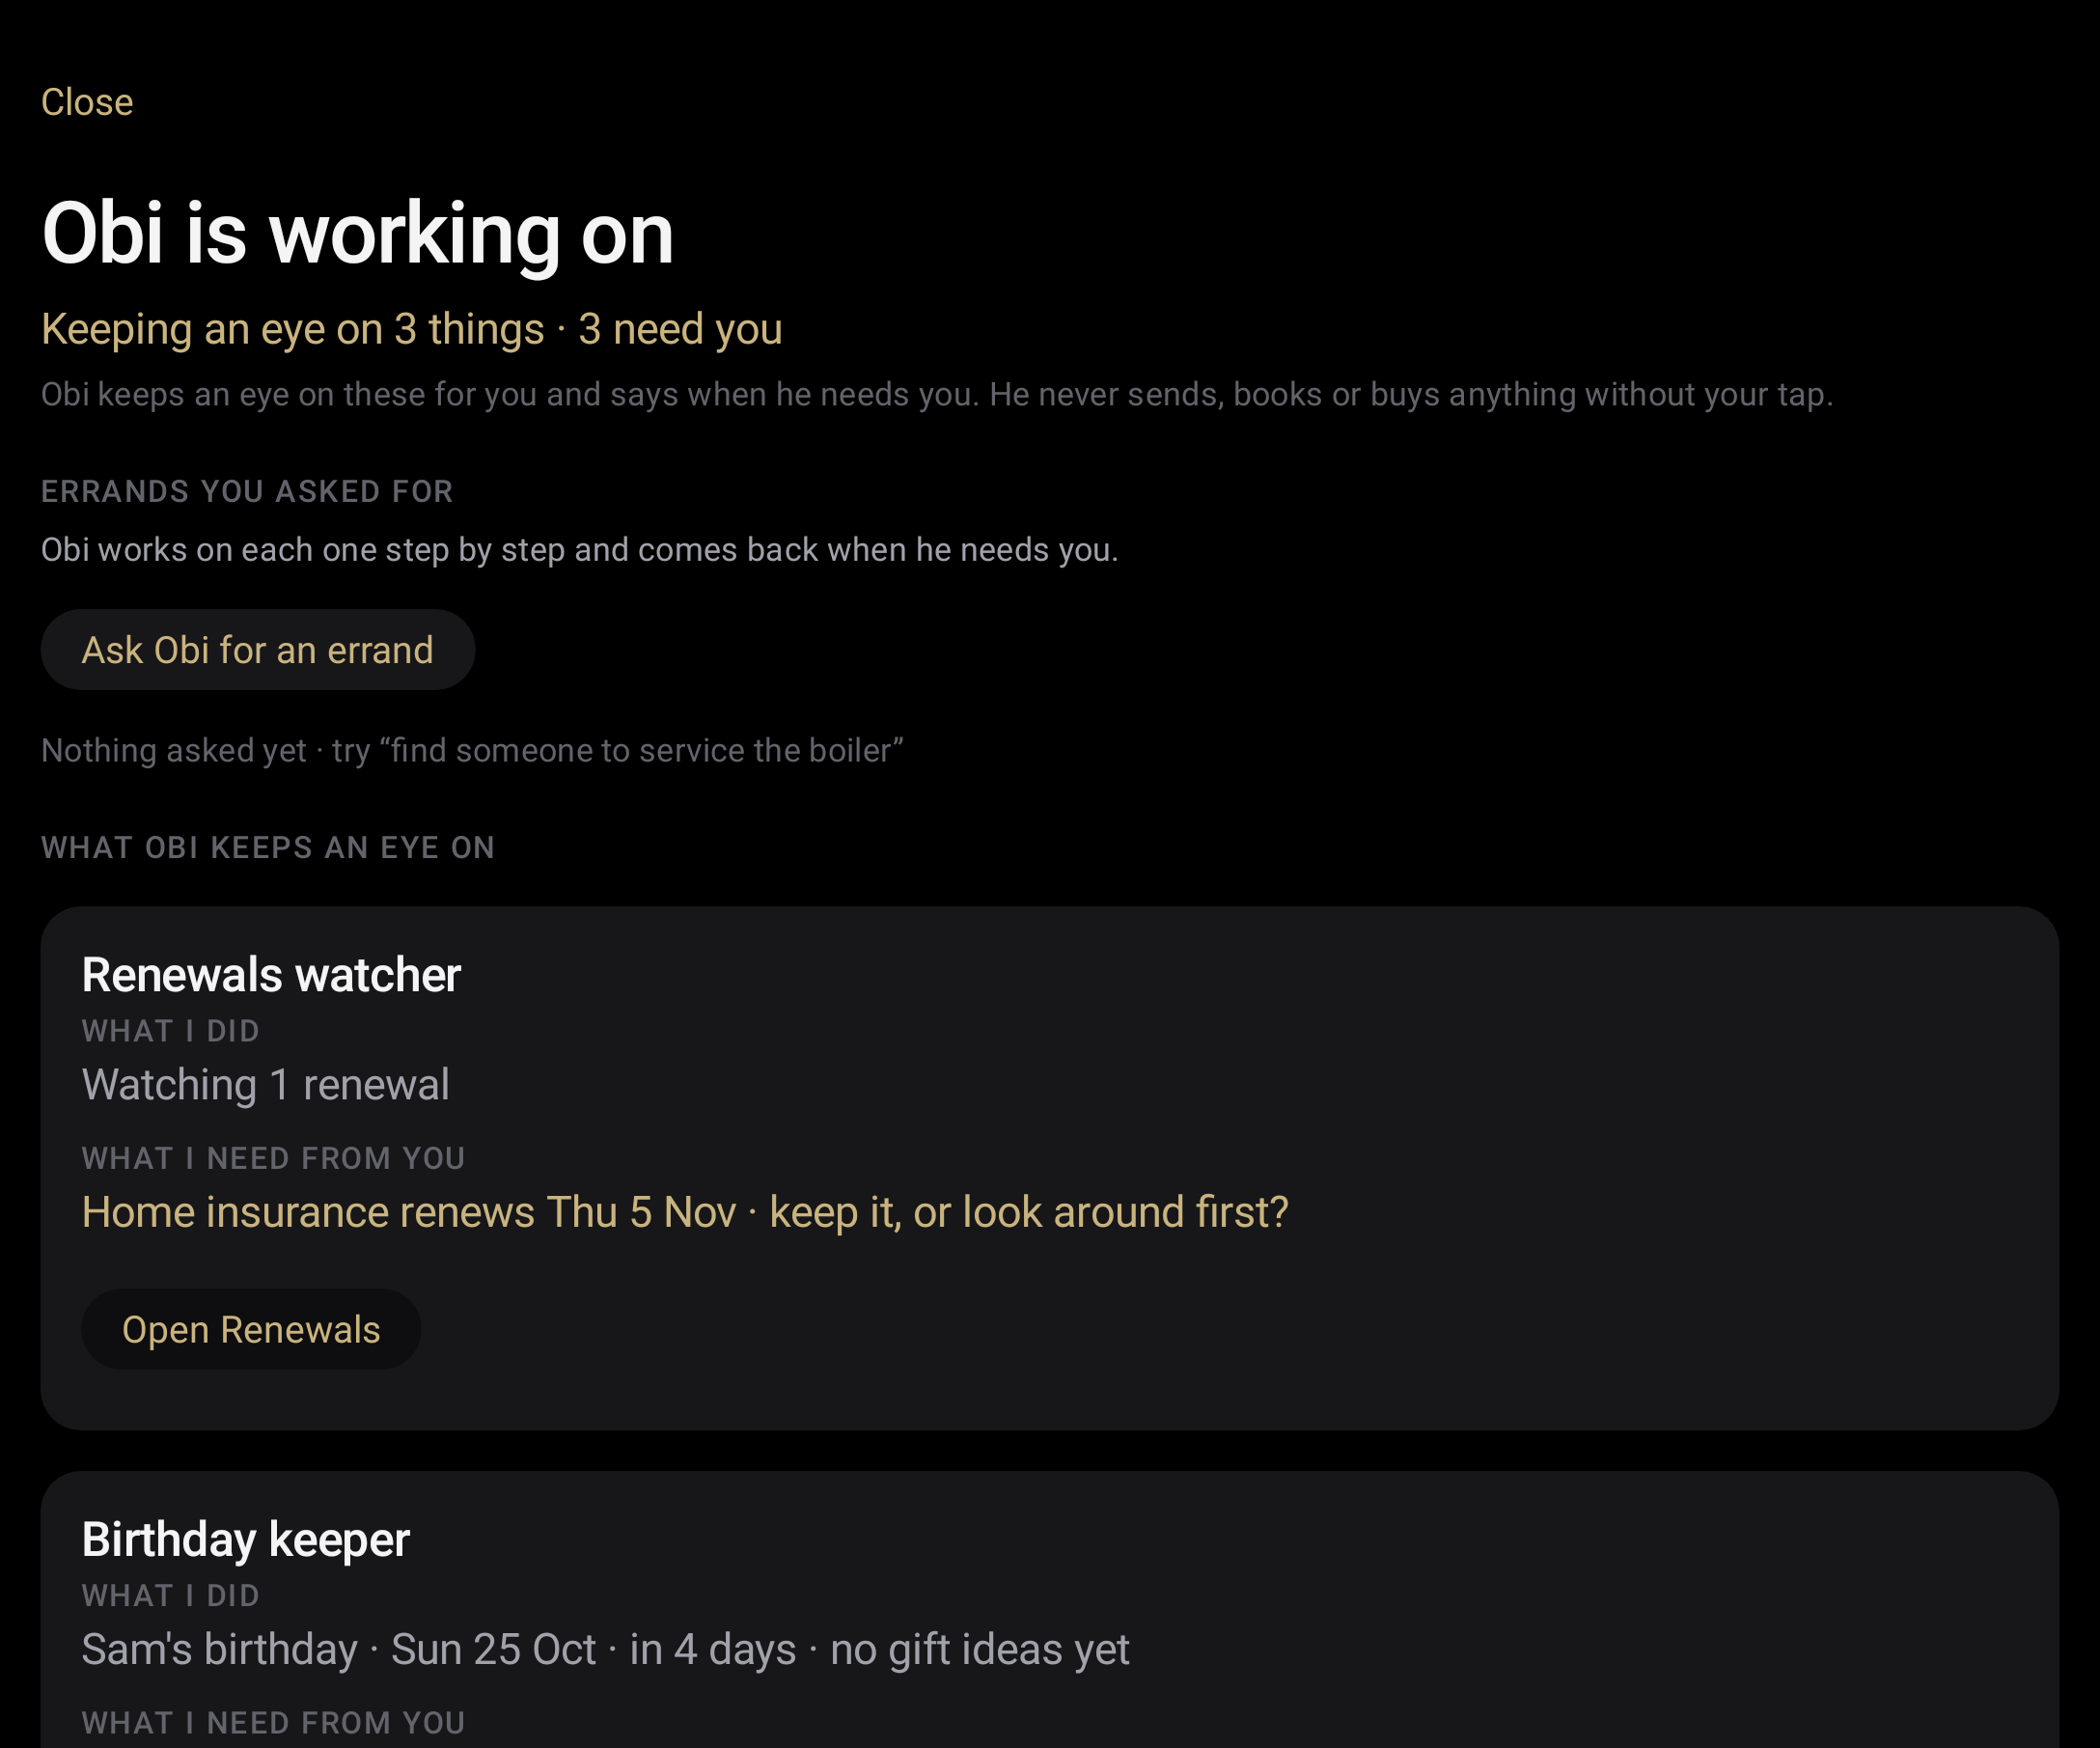 Close
Obi is working on
Keeping an eye on 3 things · 3 need you
Obi keeps an eye on these for you and says when he needs you. He never sends, books or buys anything without your tap.
ERRANDS YOU ASKED FOR
Obi works on each one step by step and comes back when he needs you.
Ask Obi for an errand
Nothing asked yet · try “find someone to service the boiler”
WHAT OBI KEEPS AN EYE ON
Renewals watcher
WHAT I DID
Watching 1 renewal
WHAT I NEED FROM YOU
Home insurance renews Thu 5 Nov · keep it, or look around first?
Open Renewals
Birthday keeper
WHAT I DID
Sam's birthday · Sun 25 Oct · in 4 days · no gift ideas yet
WHAT I NEED FROM YOU